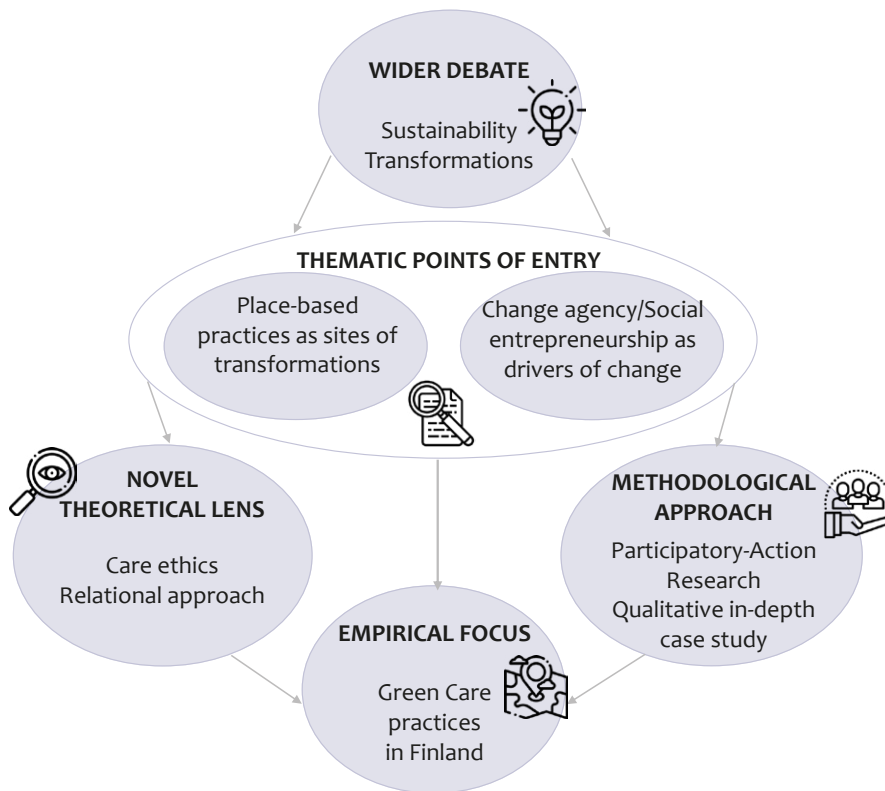 WIDER DEBATE
Sustainability
Transformations
THEMATIC POINTS OF ENTRY
Place-based
practices as sites of
transformations
Change agency/Social
entrepreneurship as
drivers of change
NOVEL
THEORETICAL LENS
Care ethics
Relational approach
METHODOLOGICAL
APPROACH
Participatory-Action
Research
Qualitative in-depth
case study
EMPIRICAL FOCUS
Green Care
practices
in Finland